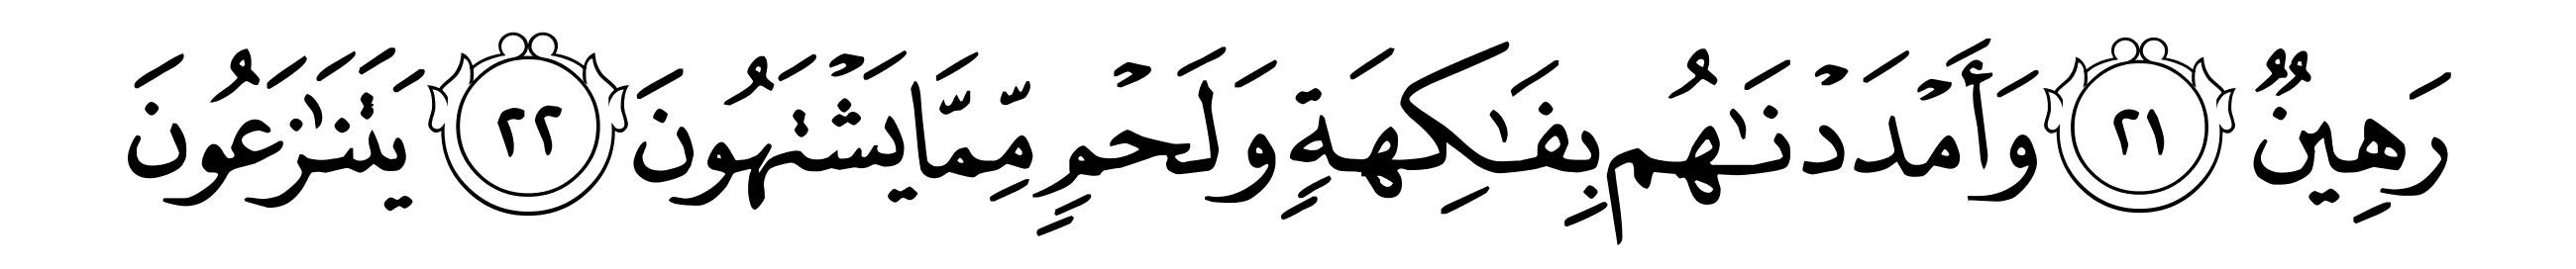 رَهِينٌ ٢١ وَأَمْدَدْنَٰهُم بِفَٰكِهَةٍ وَلَحْمٍ مِّمَّا يَشْتَهُونَ ٢٢ يَتَنَٰزَعُونَ